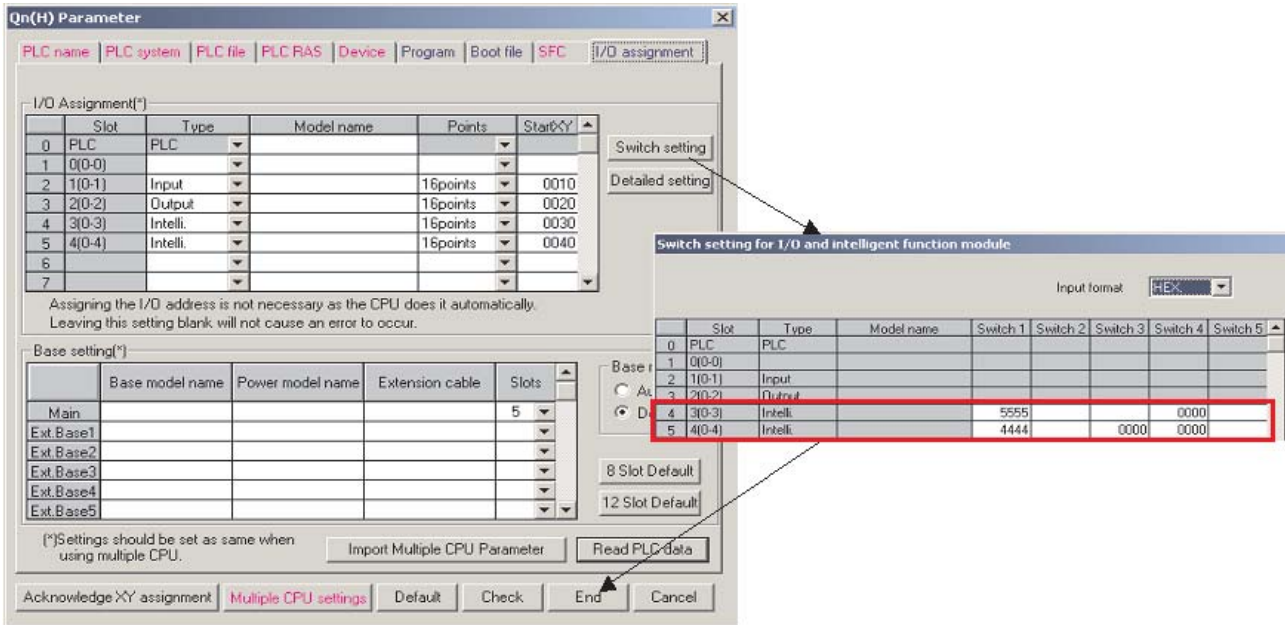 Qn(H) Parameter
PLC name PLC system PLC file PLC RAS Device Program Boot file SFC I/O assignment
I/O Assignment(*)
Slot Type Model name Points StartXY
0 PLC PLC
1 0(0-0)
2 1(0-1) Input 16points 0010
3 2(0-2) Output 16points 0020
4 3(0-3) Intelli. 16points 0030
5 4(0-4) Intelli. 16points 0040
6
7
Switch setting
Detailed setting
Assigning the I/O address is not necessary as the CPU does it automatically.
Leaving this setting blank will not cause an error to occur.
Base setting(*)
Base model name Power model name Extension cable Slots
Main 5
Ext.Base1
Ext.Base2
Ext.Base3
Ext.Base4
Ext.Base5
Base
8 Slot Default
12 Slot Default
(*)Settings should be set as same when
using multiple CPU.
Import Multiple CPU Parameter Read PLC data
Acknowledge XY assignment Multiple CPU settings Default Check End Cancel
Switch setting for I/O and intelligent function module
Input format HEX.
Slot Type Model name Switch 1 Switch 2 Switch 3 Switch 4 Switch 5
0 PLC PLC
1 0(0-0)
2 1(0-1) Input
3 2(0-2) Output
4 3(0-3) Intelli. 5555 0000
5 4(0-4) Intelli. 4444 0000 0000